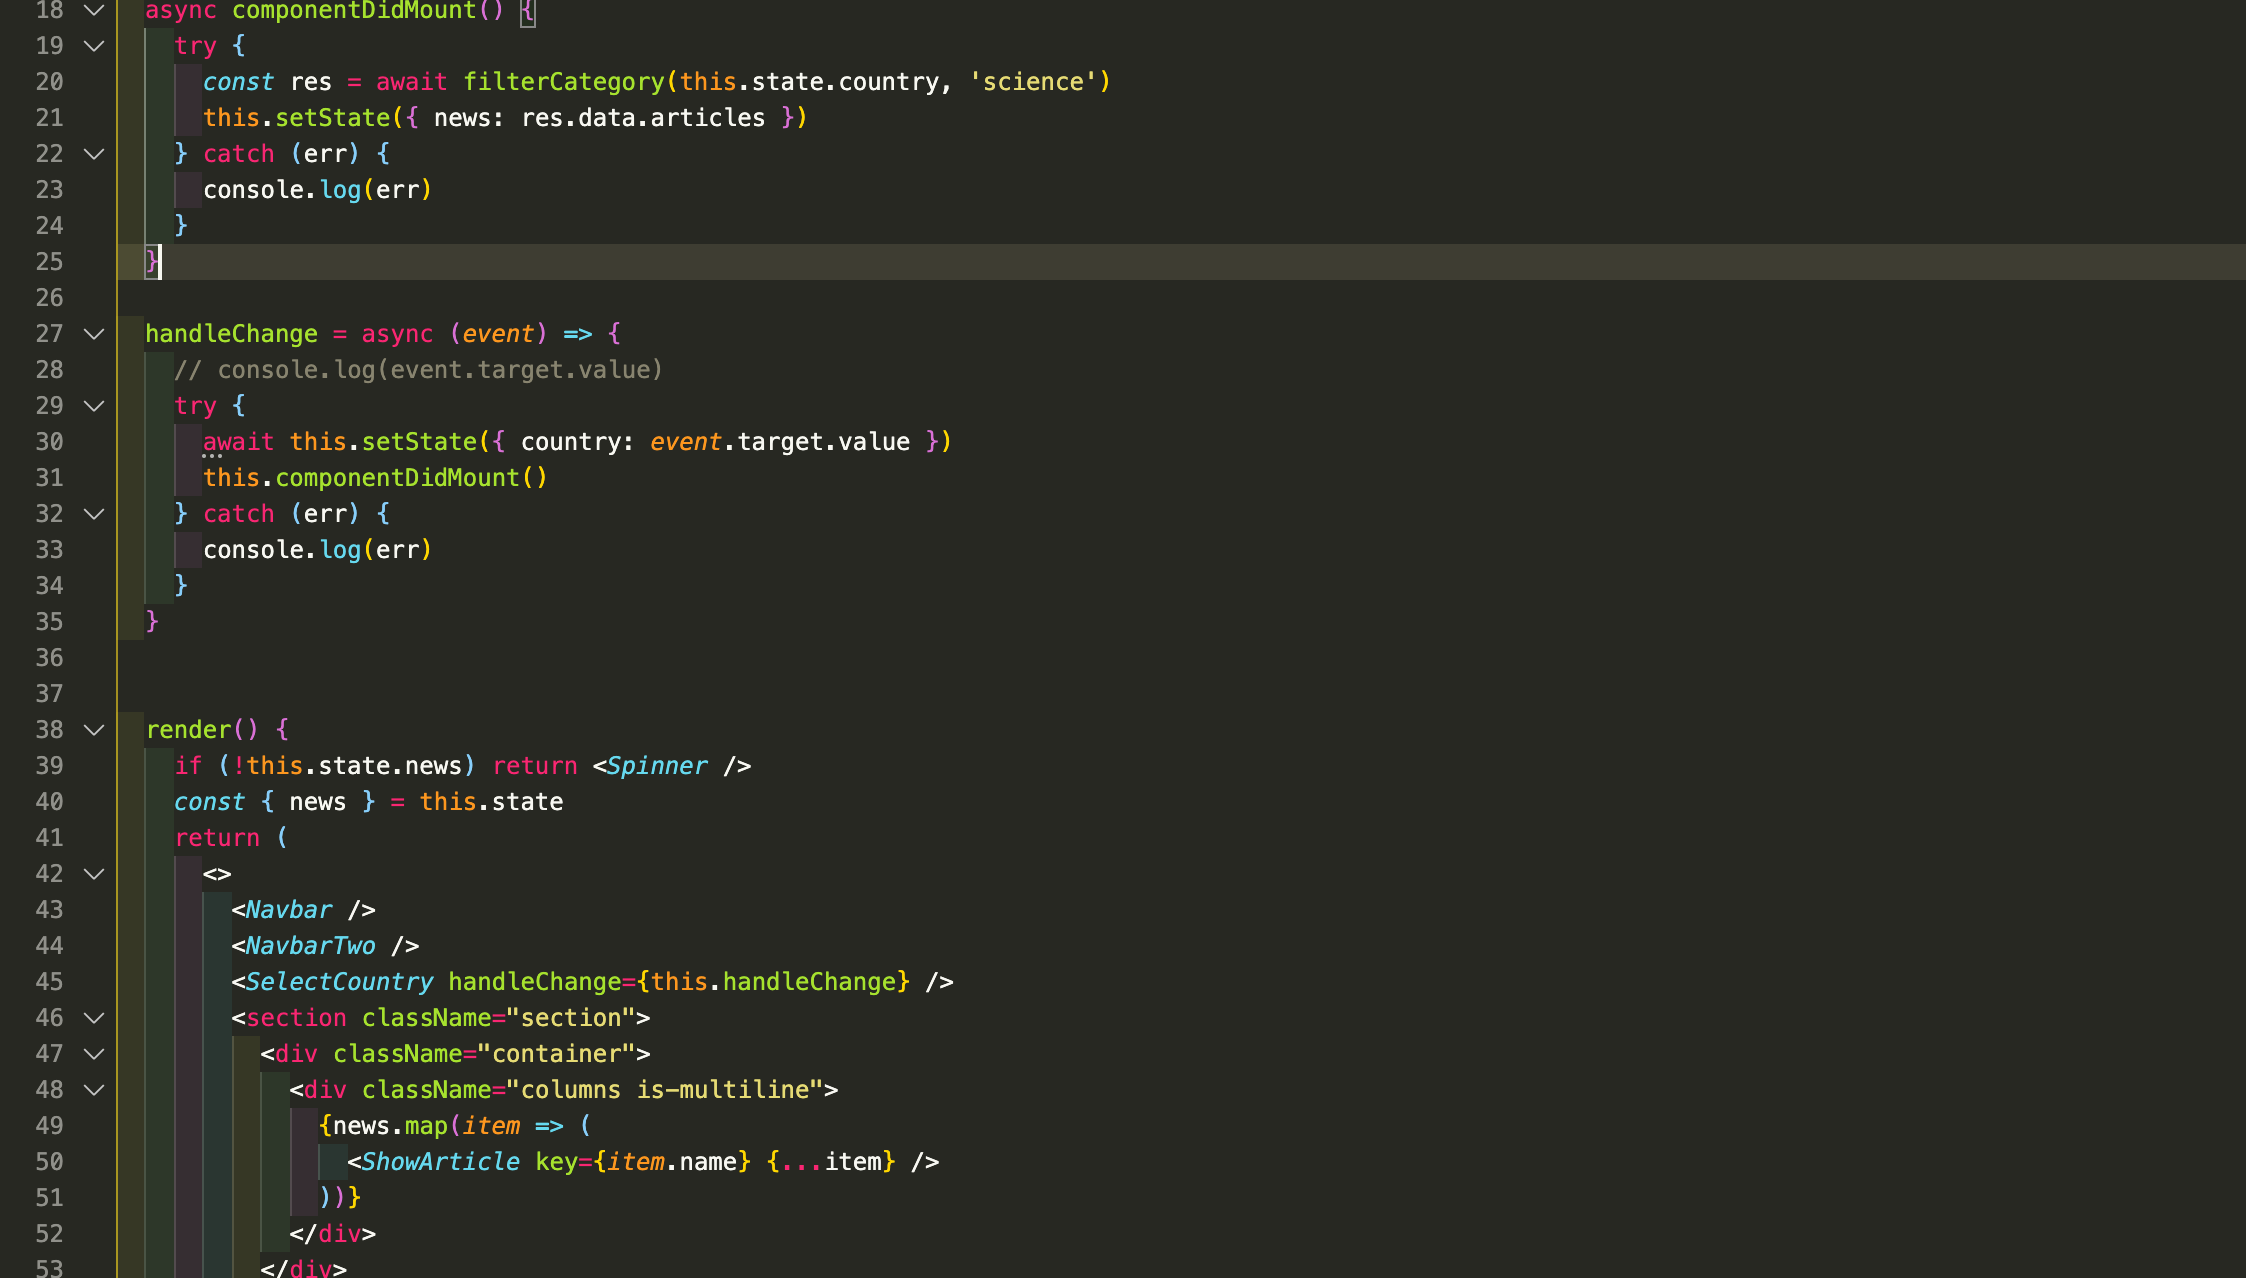 18 async componentDidMount() {
19 try {
20 const res = await filterCategory(this.state.country, 'science')
21 this.setState({ news: res.data.articles })
22 } catch (err) {
23 console.log(err)
24 }
25 }
26
27 handleChange = async (event) => {
28 // console.log(event.target.value)
29 try {
30 await this.setState({ country: event.target.value })
31 this.componentDidMount()
32 } catch (err) {
33 console.log(err)
34 }
35 }
36
37
38 render() {
39 if (!this.state.news) return <Spinner />
40 const { news } = this.state
41 return (
42 <>
43 <Navbar />
44 <NavbarTwo />
45 <SelectCountry handleChange={this.handleChange} />
46 <section className="section">
47 <div className="container">
48 <div className="columns is-multiline">
49 {news.map(item => (
50 <ShowArticle key={item.name} {...item} />
51 ))}
52 </div>
53 </div>